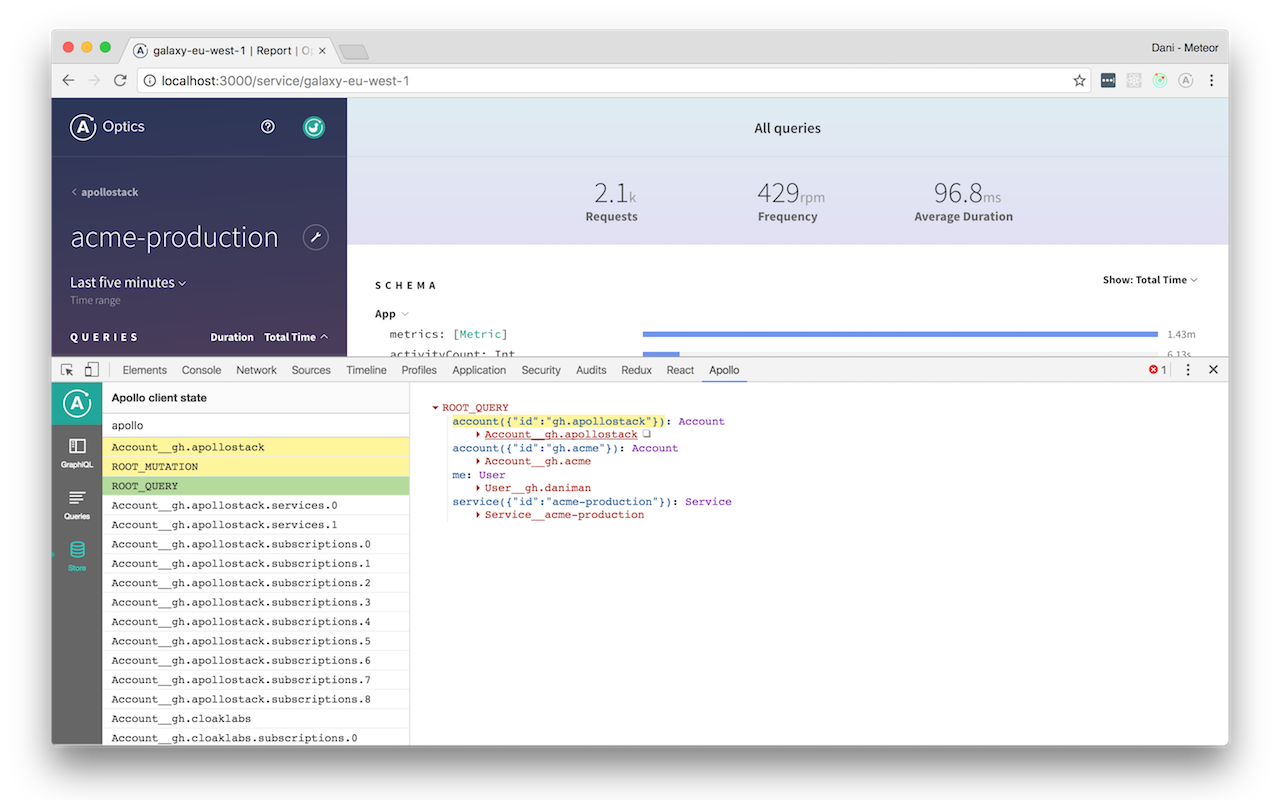 galaxy-eu-west-1 | Report | Op
Dani - Meteor
localhost:3000/service/galaxy-eu-west-1
Optics
apollostack
acme-production
Last five minutes
Time range
QUERIES Duration Total Time
All queries
2.1k 429rpm 96.8ms
Requests Frequency Average Duration
SCHEMA Show: Total Time
App
metrics: [Metric] 1.43m
activityCount: Int 6.13s
Elements Console Network Sources Timeline Profiles Application Security Audits Redux React Apollo 1
GraphiQL
Queries
Store
Apollo client state
apollo
Account__gh.apollostack
ROOT_MUTATION
ROOT_QUERY
Account__gh.apollostack.services.0
Account__gh.apollostack.services.1
Account__gh.apollostack.subscriptions.0
Account__gh.apollostack.subscriptions.1
Account__gh.apollostack.subscriptions.2
Account__gh.apollostack.subscriptions.3
Account__gh.apollostack.subscriptions.4
Account__gh.apollostack.subscriptions.5
Account__gh.apollostack.subscriptions.6
Account__gh.apollostack.subscriptions.7
Account__gh.apollostack.subscriptions.8
Account__gh.cloaklabs
Account__gh.cloaklabs.subscriptions.0
ROOT_QUERY
account({"id":"gh.apollostack"}): Account
Account__gh.apollostack
account({"id":"gh.acme"}): Account
Account__gh.acme
me: User
User__gh.daniman
service({"id":"acme-production"}): Service
Service__acme-production